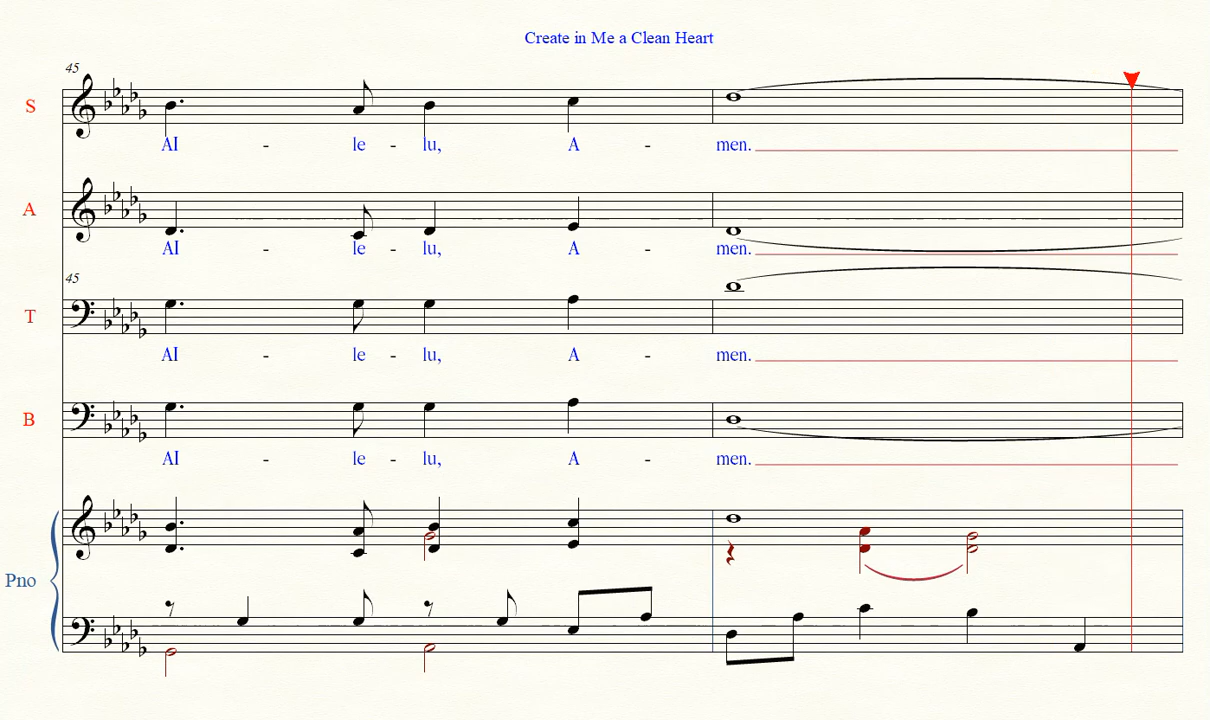 Create in Me a Clean Heart
45
S
Al - le - lu, A - men.
A
Al - le - lu, A - men.
45
T
Al - le - lu, A - men.
B
Al - le - lu, A - men.
Pno